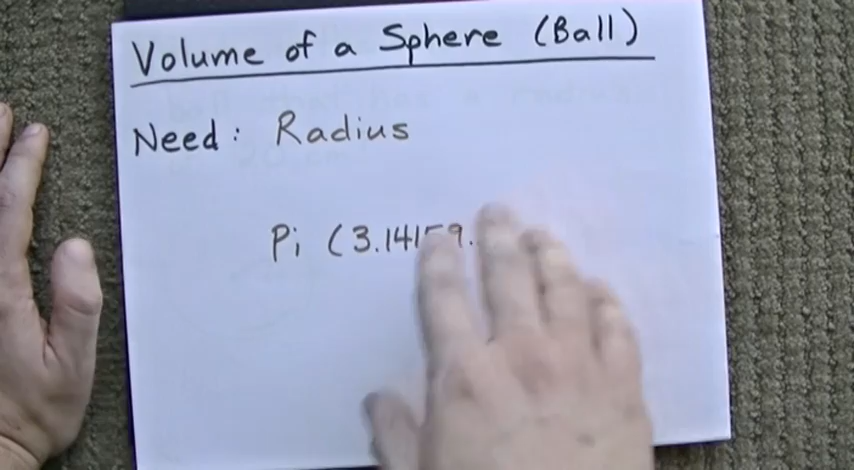 Volume of a Sphere (Ball)
Need: Radius
Pi (3.14159.